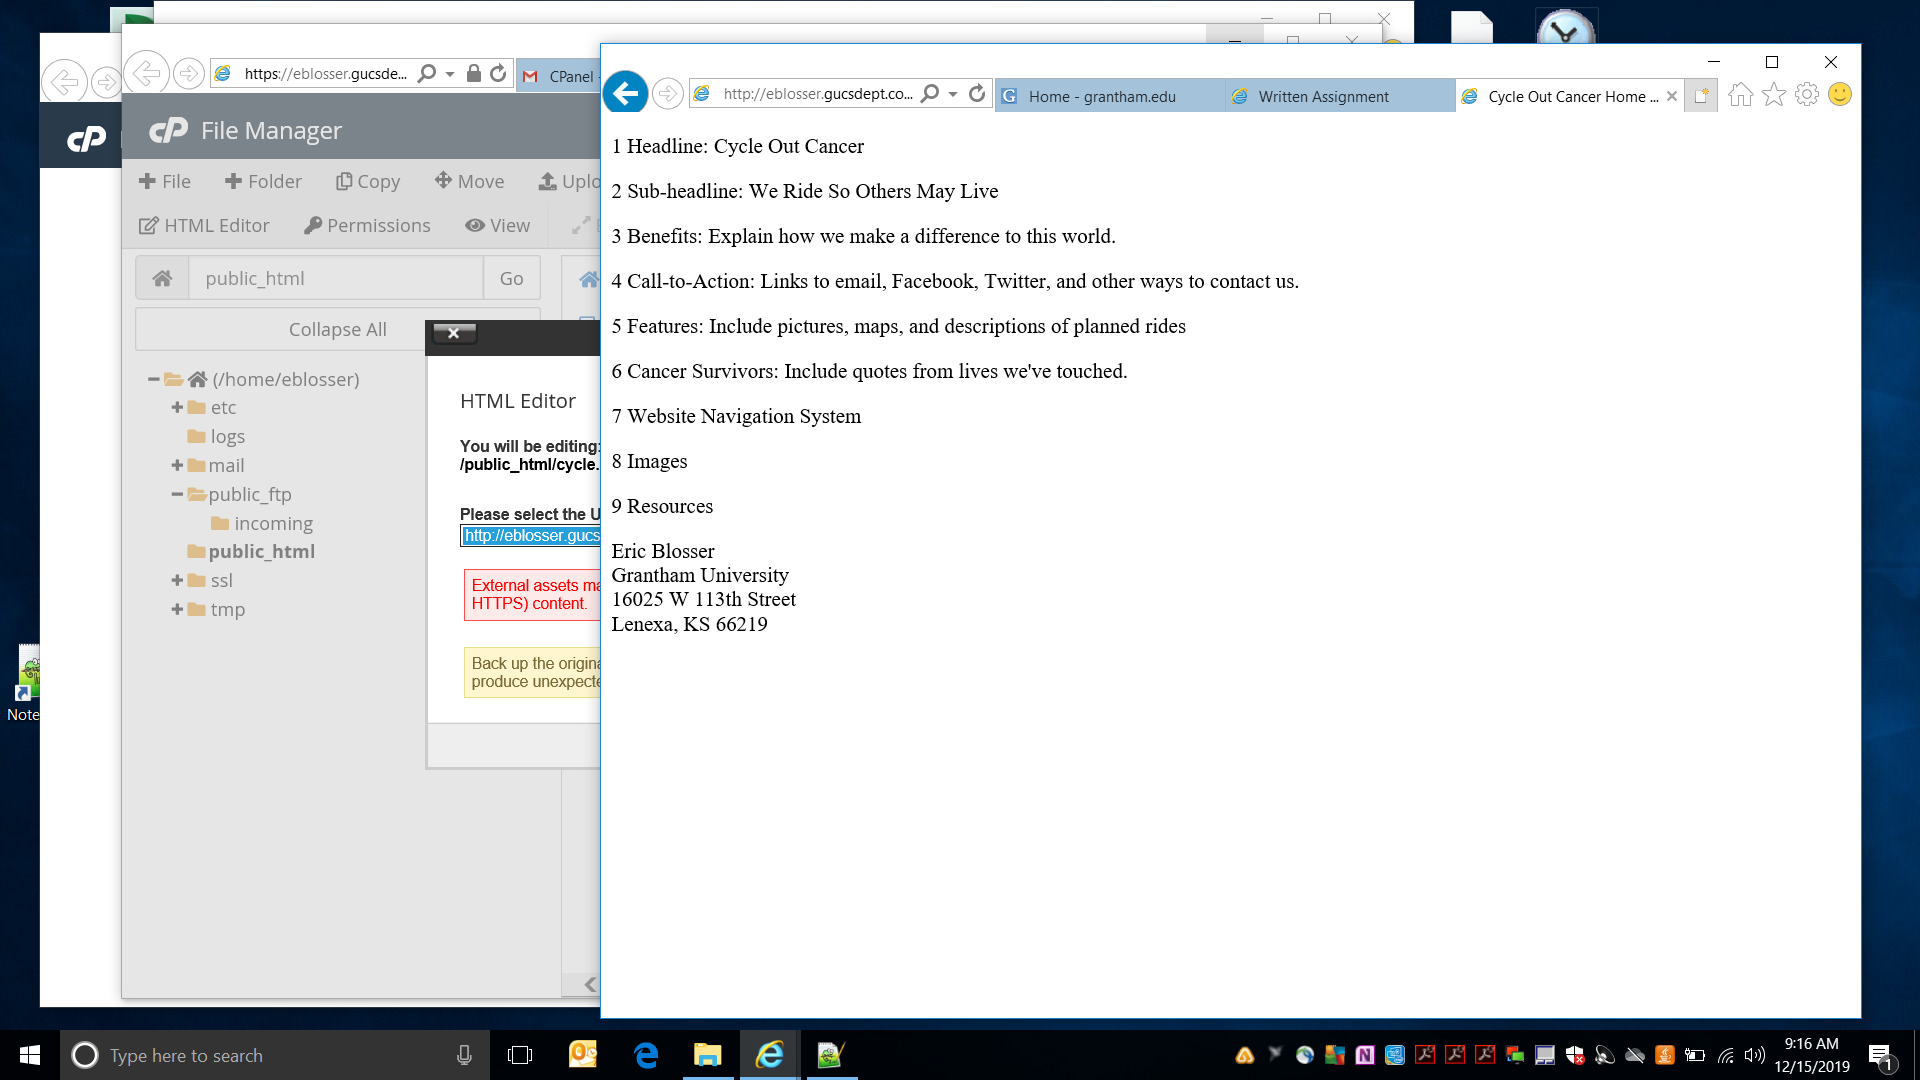 https://eblosser.gucsde...
CPanel -
File Manager
File
Folder
Copy
Move
Uplo
HTML Editor
Permissions
View
public_html
Go
Collapse All
(/home/eblosser)
etc
logs
mail
public_ftp
incoming
public_html
ssl
tmp
HTML Editor
You will be editing:
/public_html/cycle.
Please select the U
http://eblosser.gucs
External assets ma
HTTPS) content.
Back up the origina
produce unexpecte
Note
http://eblosser.gucsdept.co...
Home - grantham.edu
Written Assignment
Cycle Out Cancer Home ...
1 Headline: Cycle Out Cancer
2 Sub-headline: We Ride So Others May Live
3 Benefits: Explain how we make a difference to this world.
4 Call-to-Action: Links to email, Facebook, Twitter, and other ways to contact us.
5 Features: Include pictures, maps, and descriptions of planned rides
6 Cancer Survivors: Include quotes from lives we've touched.
7 Website Navigation System
8 Images
9 Resources
Eric Blosser
Grantham University
16025 W 113th Street
Lenexa, KS 66219
Type here to search
9:16 AM
12/15/2019
1